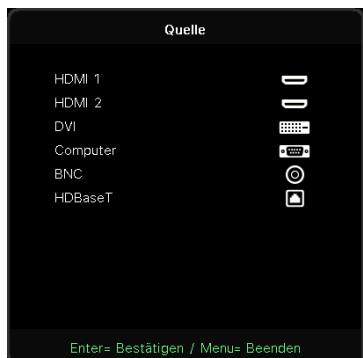 Quelle
HDMI 1
HDMI 2
DVI
Computer
BNC
HDBaseT
Enter= Bestätigen / Menu= Beenden